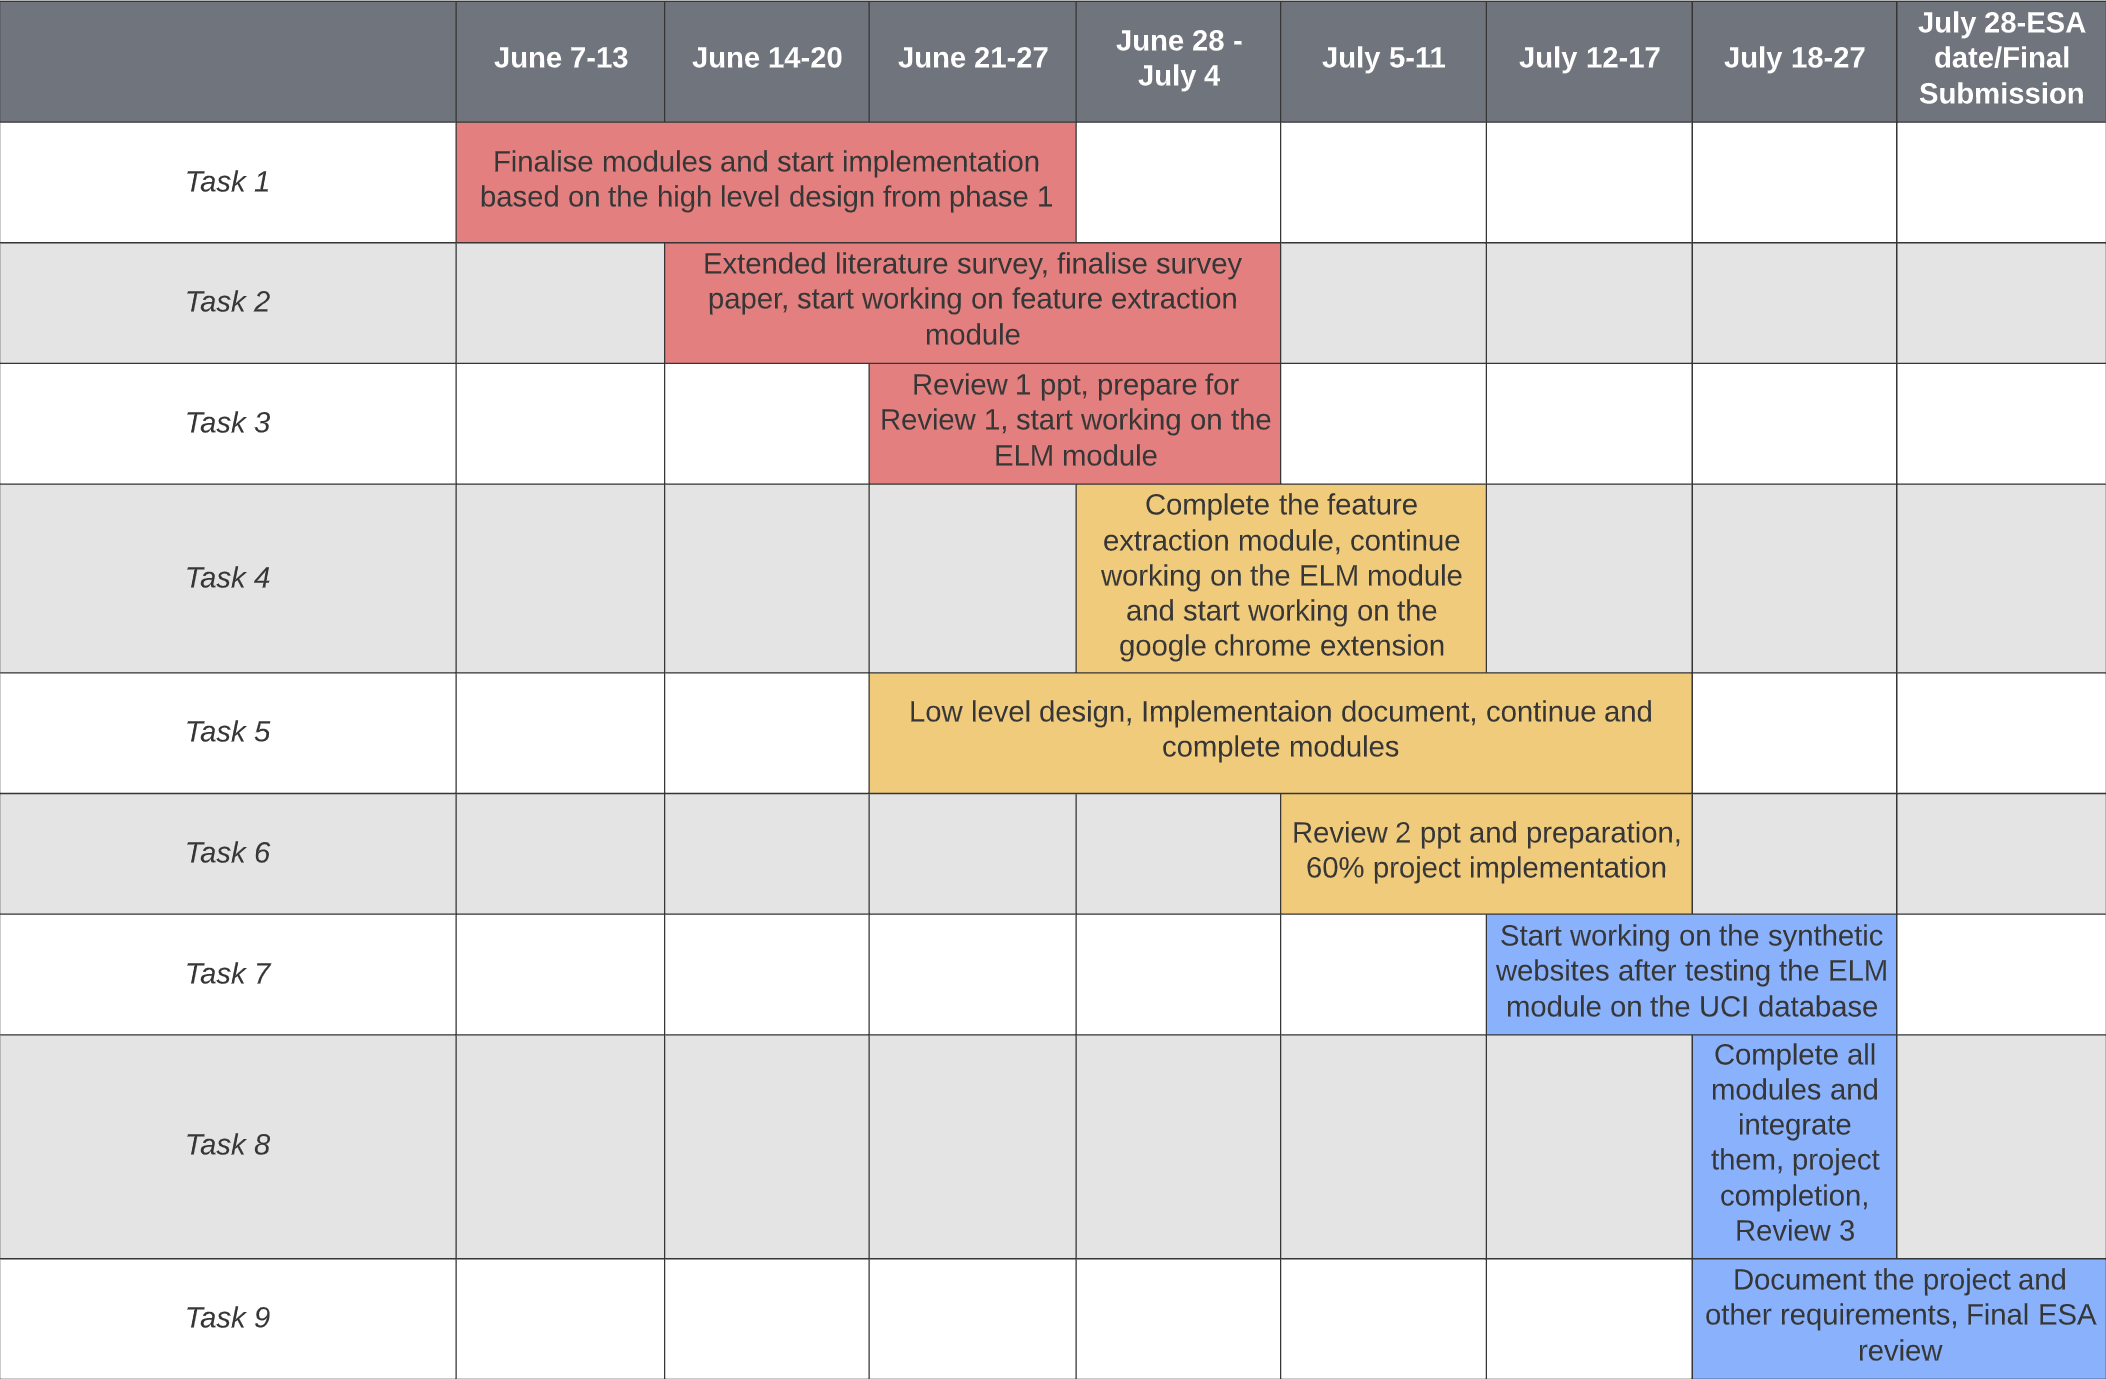 June 7-13
June 14-20
June 21-27
June 28 -
July 4
July 5-11
July 12-17
July 18-27
July 28-ESA
date/Final
Submission
Task 1
Finalise modules and start implementation
based on the high level design from phase 1
Task 2
Extended literature survey, finalise survey
paper, start working on feature extraction
module
Task 3
Review 1 ppt, prepare for
Review 1, start working on the
ELM module
Task 4
Complete the feature
extraction module, continue
working on the ELM module
and start working on the
google chrome extension
Task 5
Low level design, Implementaion document, continue and
complete modules
Task 6
Review 2 ppt and preparation,
60% project implementation
Task 7
Start working on the synthetic
websites after testing the ELM
module on the UCI database
Task 8
Complete all
modules and
integrate
them, project
completion,
Review 3
Task 9
Document the project and
other requirements, Final ESA
review